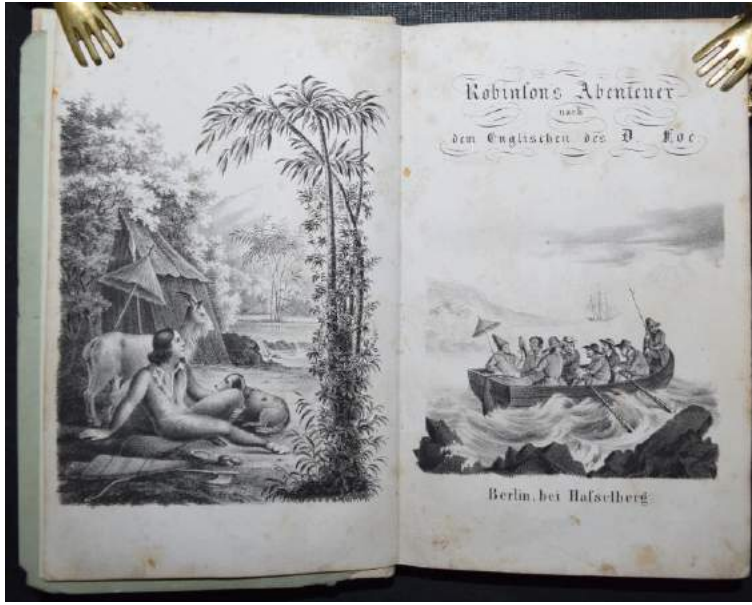 Robinſons Abenteuer
nach
dem Engliſchen des D. Foe
Berlin, bei Haſselberg